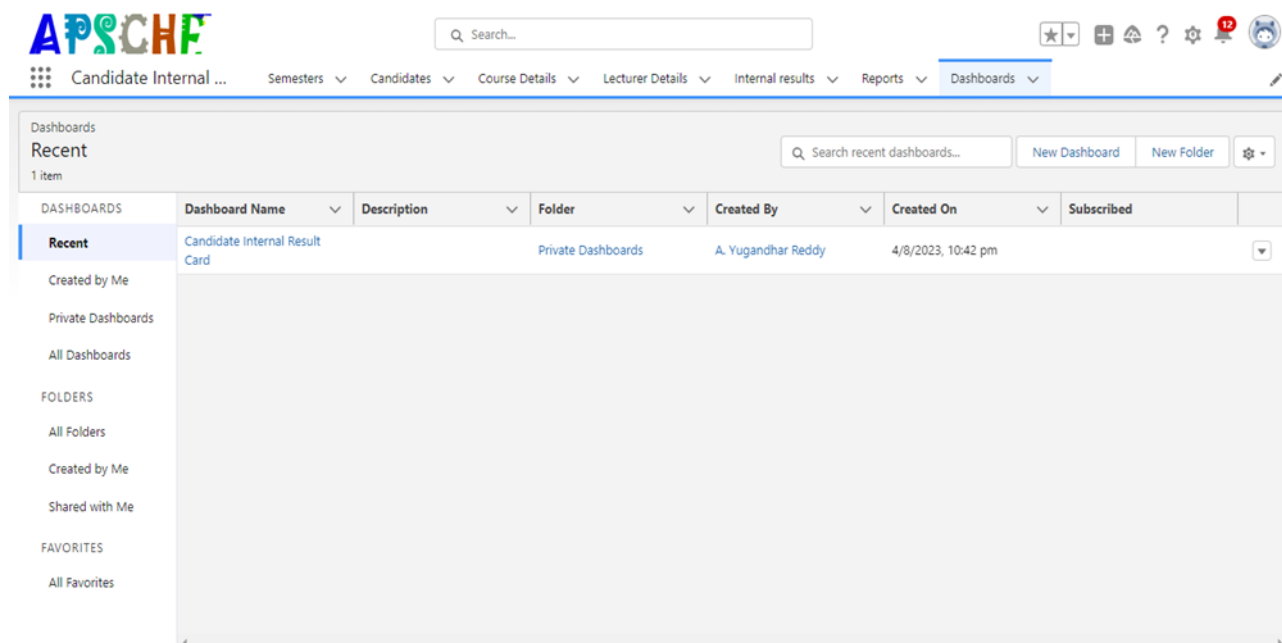 APSCHE
Search...
12
Candidate Internal ...
Semesters
Candidates
Course Details
Lecturer Details
Internal results
Reports
Dashboards
Dashboards
Recent
1 item
Search recent dashboards...
New Dashboard
New Folder
DASHBOARDS
Recent
Created by Me
Private Dashboards
All Dashboards
FOLDERS
All Folders
Created by Me
Shared with Me
FAVORITES
All Favorites
Dashboard Name
Description
Folder
Created By
Created On
Subscribed
Candidate Internal Result
Card
Private Dashboards
A. Yugandhar Reddy
4/8/2023, 10:42 pm